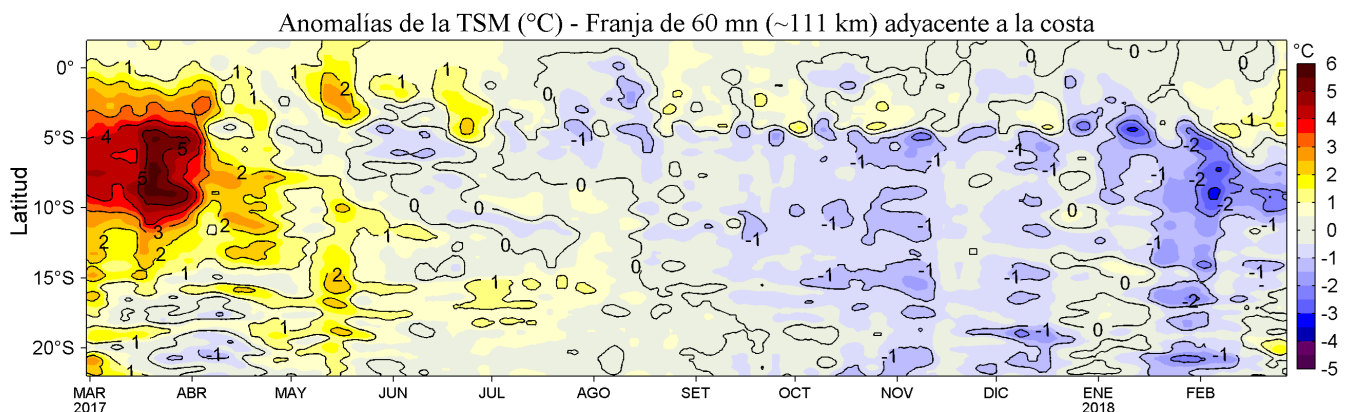 Anomalías de la TSM (°C) - Franja de 60 mn (~111 km) adyacente a la costa
°C
Latitud
0°
5°S
10°S
15°S
20°S
MAR ABR MAY JUN JUL AGO SET OCT NOV DIC ENE FEB
2017 2018
6
5
4
3
2
1
0
-1
-2
-3
-4
-5